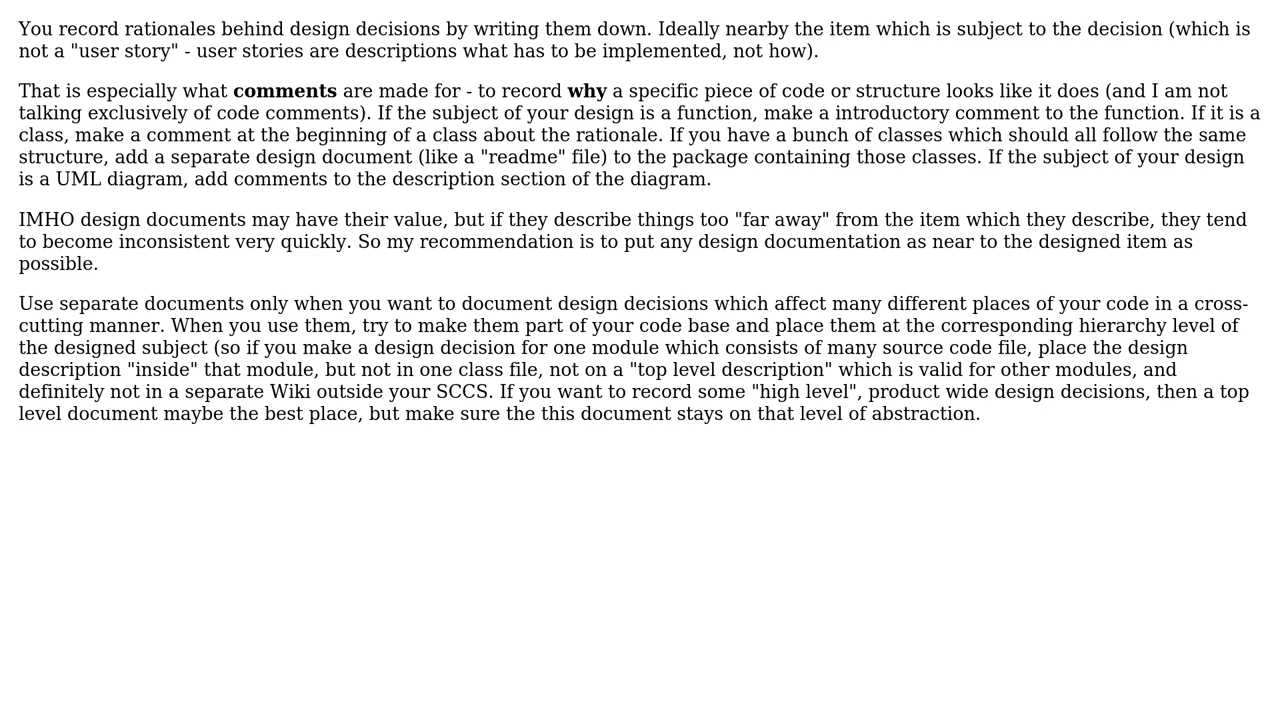 You record rationales behind design decisions by writing them down. Ideally nearby the item which is subject to the decision (which is
not a "user story" - user stories are descriptions what has to be implemented, not how).
That is especially what comments are made for - to record why a specific piece of code or structure looks like it does (and I am not
talking exclusively of code comments). If the subject of your design is a function, make a introductory comment to the function. If it is a
class, make a comment at the beginning of a class about the rationale. If you have a bunch of classes which should all follow the same
structure, add a separate design document (like a "readme" file) to the package containing those classes. If the subject of your design
is a UML diagram, add comments to the description section of the diagram.
IMHO design documents may have their value, but if they describe things too "far away" from the item which they describe, they tend
to become inconsistent very quickly. So my recommendation is to put any design documentation as near to the designed item as
possible.
Use separate documents only when you want to document design decisions which affect many different places of your code in a cross-
cutting manner. When you use them, try to make them part of your code base and place them at the corresponding hierarchy level of
the designed subject (so if you make a design decision for one module which consists of many source code file, place the design
description "inside" that module, but not in one class file, not on a "top level description" which is valid for other modules, and
definitely not in a separate Wiki outside your SCCS. If you want to record some "high level", product wide design decisions, then a top
level document maybe the best place, but make sure the this document stays on that level of abstraction.